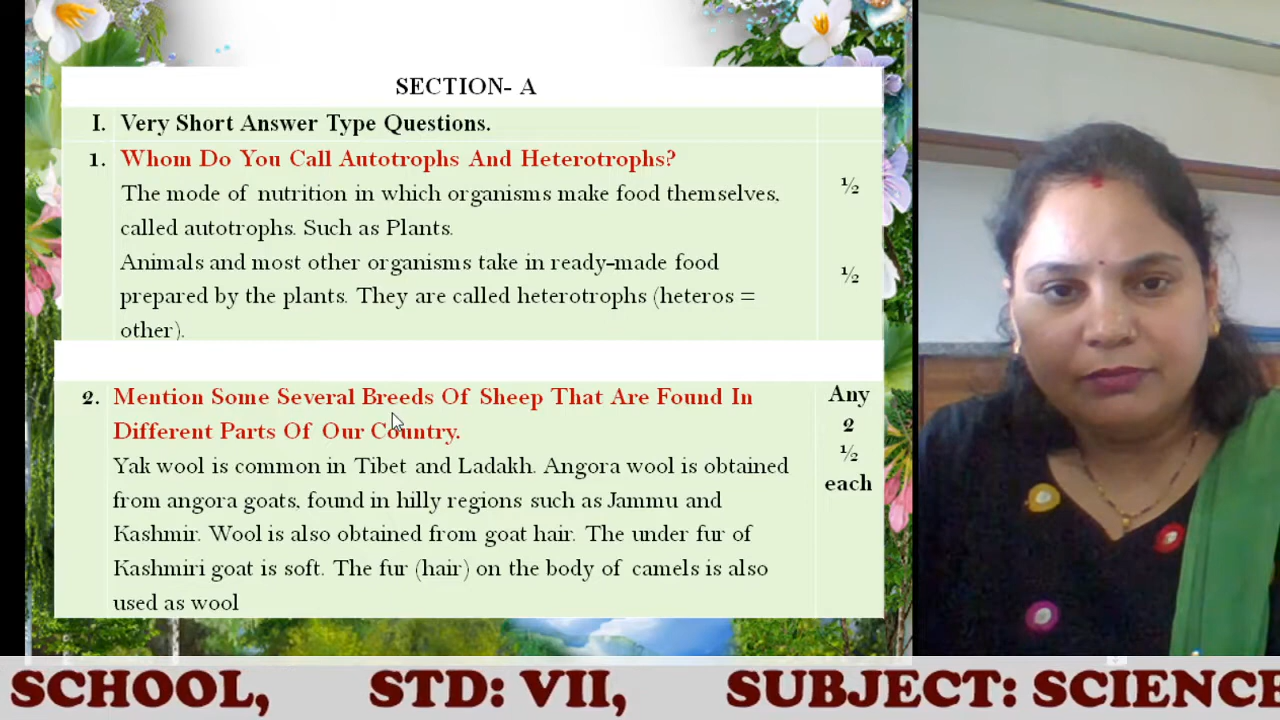 SECTION- A
I. Very Short Answer Type Questions.
1. Whom Do You Call Autotrophs And Heterotrophs?
The mode of nutrition in which organisms make food themselves, ½
called autotrophs. Such as Plants.
Animals and most other organisms take in ready-made food ½
prepared by the plants. They are called heterotrophs (heteros =
other).
2. Mention Some Several Breeds Of Sheep That Are Found In Any
Different Parts Of Our Country. 2
½
Yak wool is common in Tibet and Ladakh. Angora wool is obtained each
from angora goats, found in hilly regions such as Jammu and
Kashmir. Wool is also obtained from goat hair. The under fur of
Kashmiri goat is soft. The fur (hair) on the body of camels is also
used as wool
SCHOOL, STD: VII, SUBJECT: SCIENCE